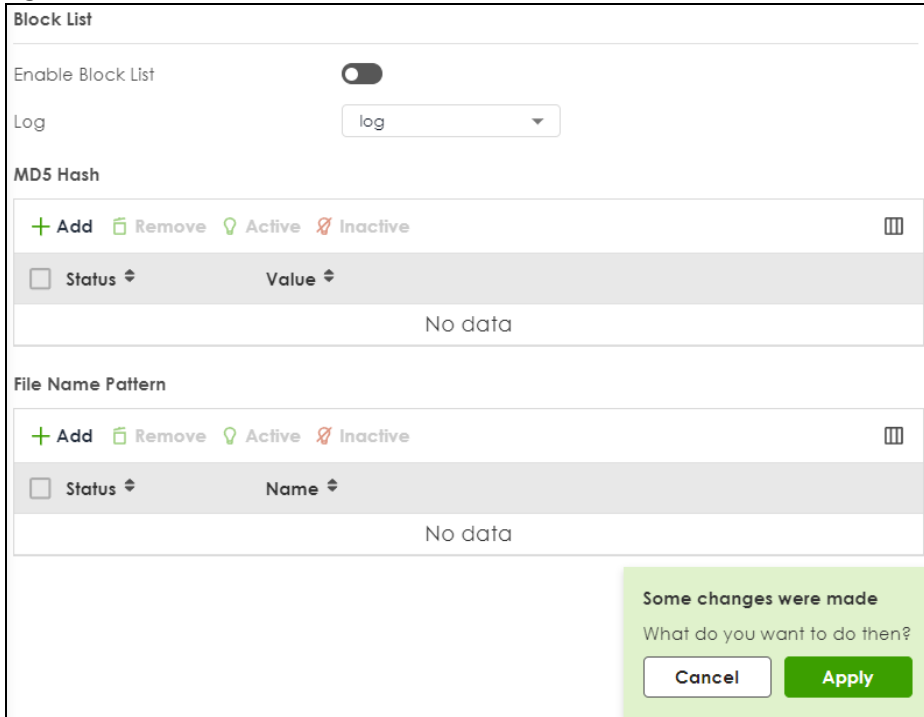 Block List
Enable Block List
Log log
MD5 Hash
Add Remove Active Inactive
Status Value
No data
File Name Pattern
Add Remove Active Inactive
Status Name
No data
Some changes were made
What do you want to do then?
Cancel Apply